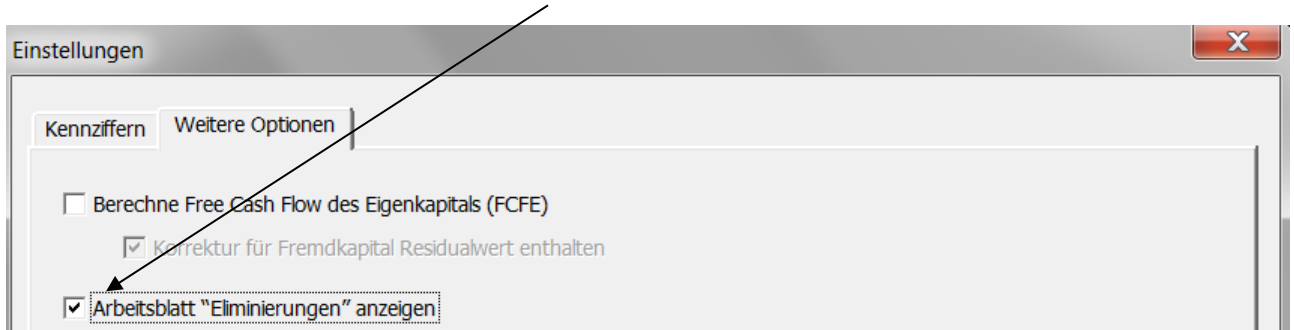 Einstellungen
Kennziffern Weitere Optionen
Berechne Free Cash Flow des Eigenkapitals (FCFE)
Korrektur für Fremdkapital Residualwert enthalten
Arbeitsblatt “Eliminierungen” anzeigen